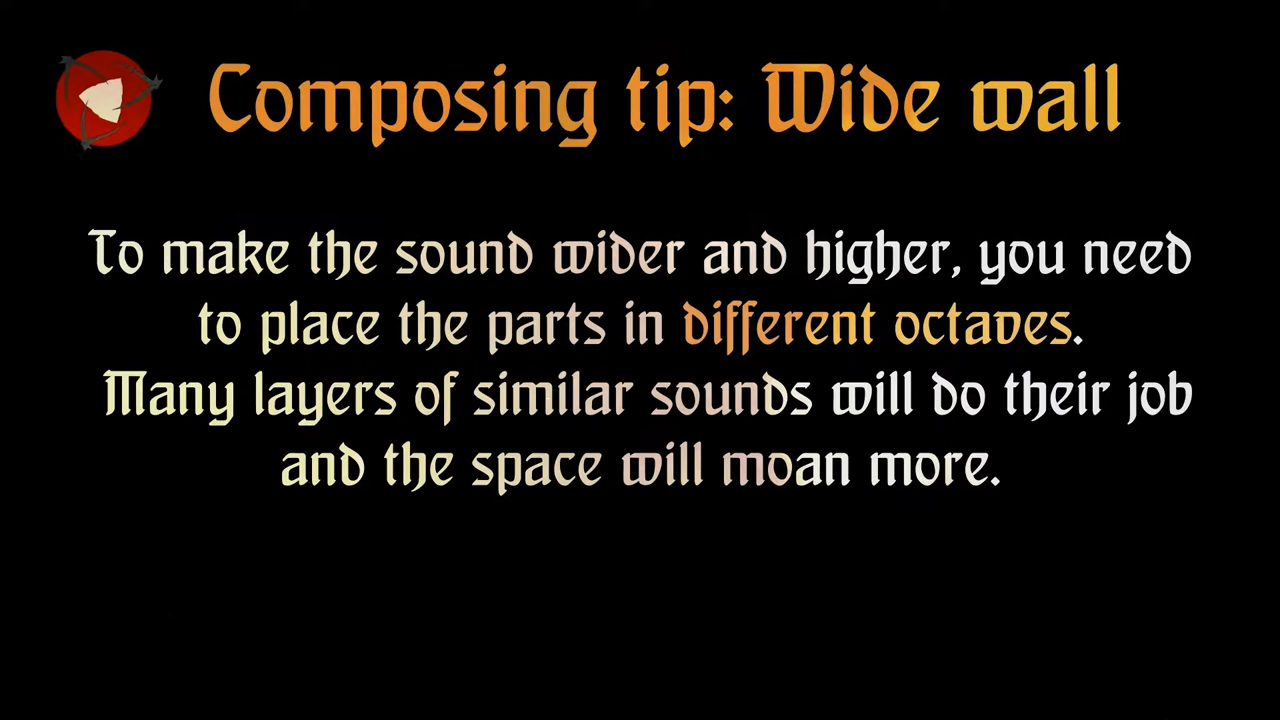 Composing tip: Wide wall
To make the sound wider and higher, you need
to place the parts in different octaves.
Many layers of similar sounds will do their job
and the space will moan more.